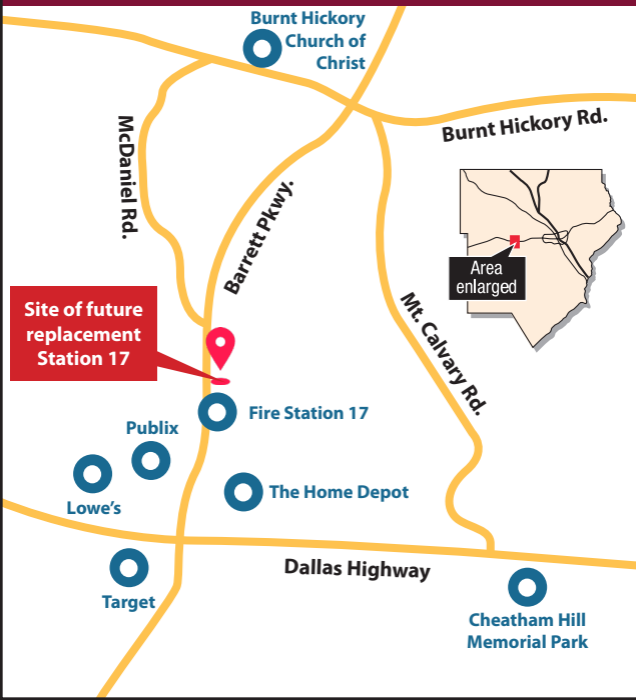 Burnt Hickory
Church of
Christ
Burnt Hickory Rd.
McDaniel Rd.
Barrett Pkwy.
Area
enlarged
Site of future
replacement
Station 17
Mt. Calvary Rd.
Fire Station 17
Publix
Lowe's
The Home Depot
Dallas Highway
Target
Cheatham Hill
Memorial Park